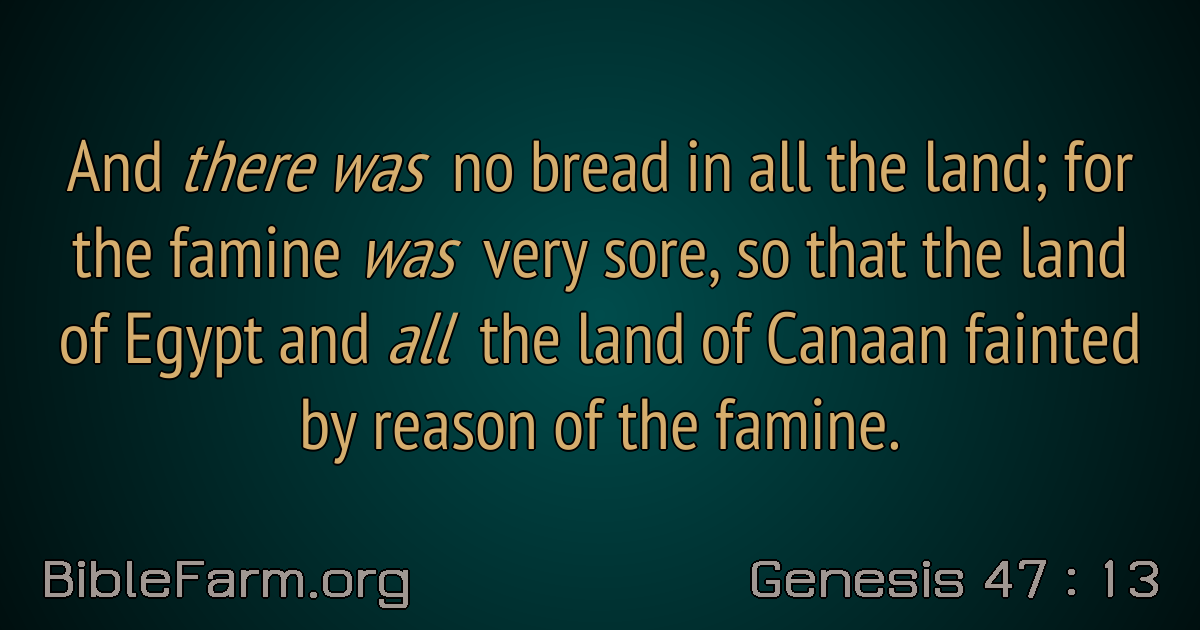 And there was no bread in all the land; for
the famine was very sore, so that the land
of Egypt and all the land of Canaan fainted
by reason of the famine.
BibleFarm.org
Genesis 47 : 13